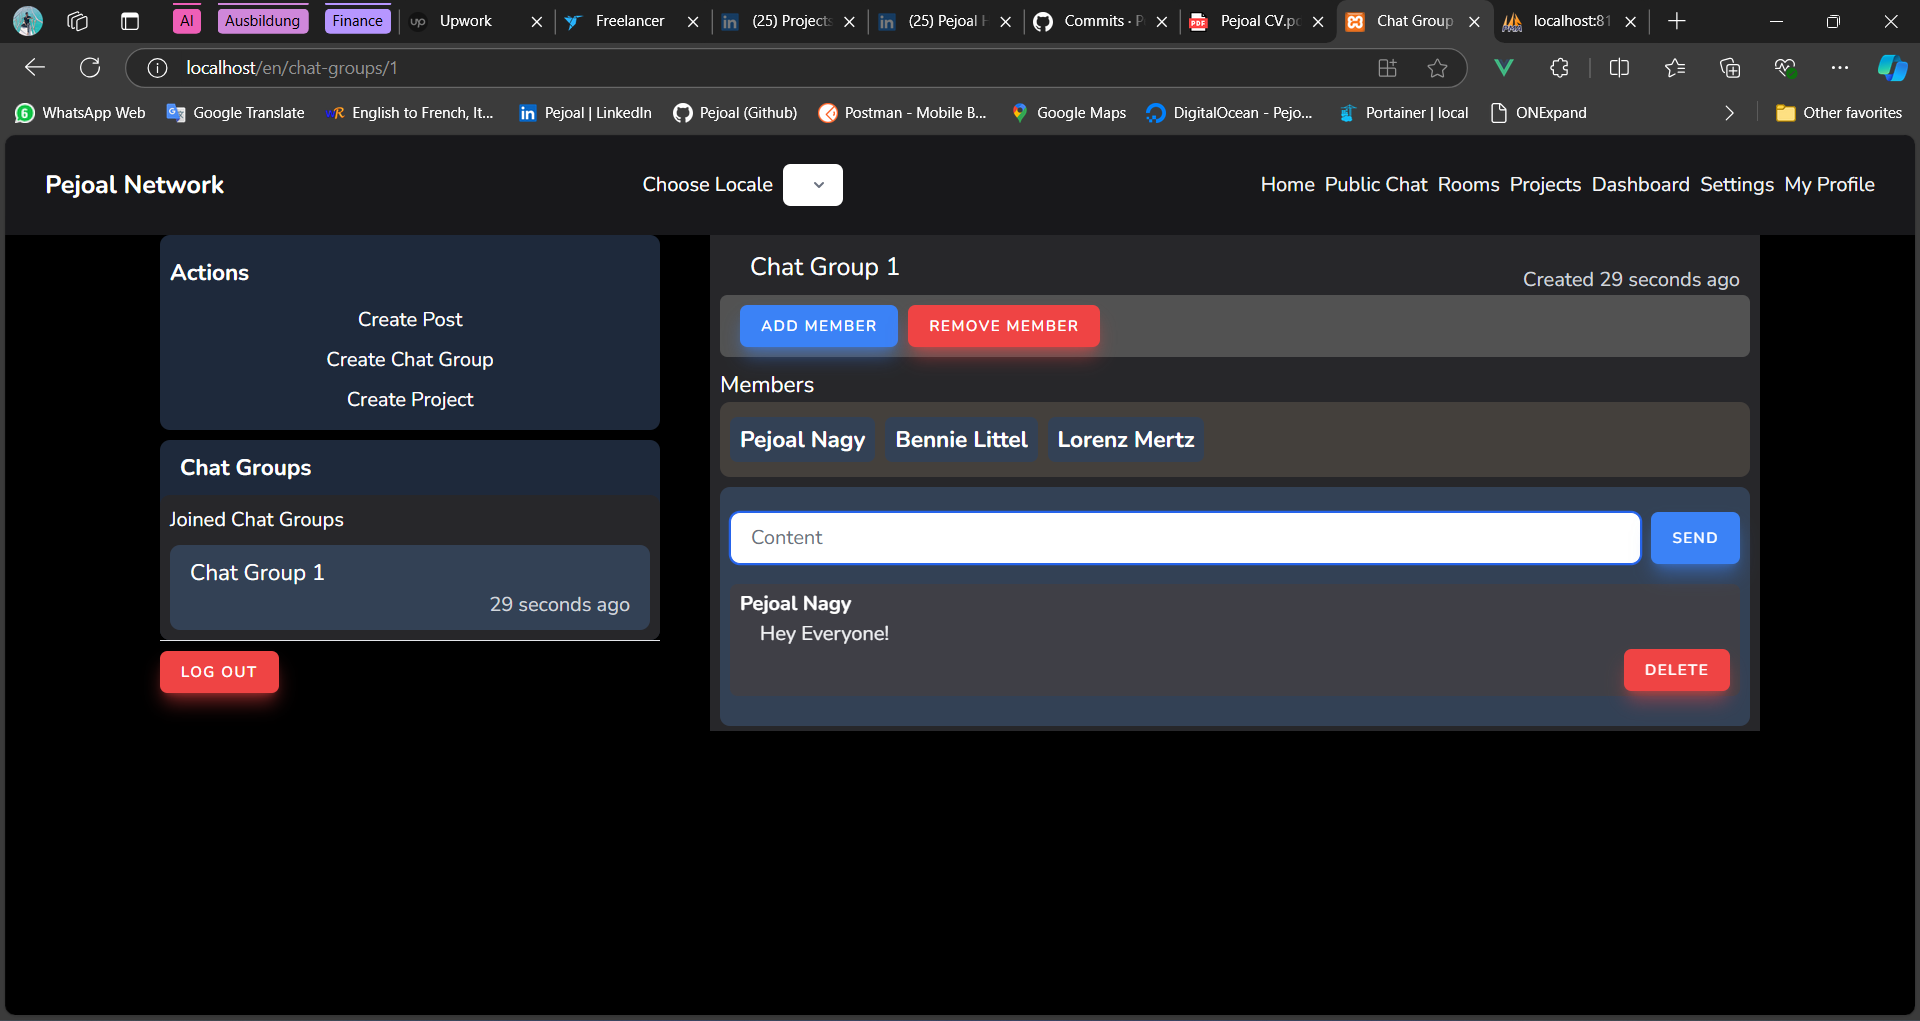 AI Ausbildung Finance Upwork Freelancer (25) Projects (25) Pejoal H Commits · P Pejoal CV.pd Chat Group localhost:81
localhost/en/chat-groups/1
WhatsApp Web Google Translate English to French, It... Pejoal | LinkedIn Pejoal (Github) Postman - Mobile B... Google Maps DigitalOcean - Pejo... Portainer | local ONExpand Other favorites
Pejoal Network Choose Locale Home Public Chat Rooms Projects Dashboard Settings My Profile
Actions
Create Post
Create Chat Group
Create Project
Chat Groups
Joined Chat Groups
Chat Group 1
29 seconds ago
LOG OUT
Chat Group 1
Created 29 seconds ago
ADD MEMBER REMOVE MEMBER
Members
Pejoal Nagy Bennie Littel Lorenz Mertz
Content SEND
Pejoal Nagy
Hey Everyone!
DELETE